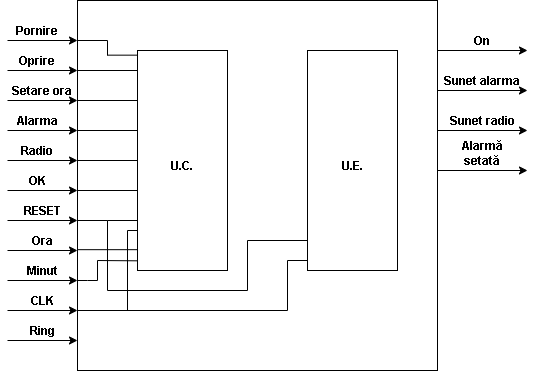 Pornire
Oprire
Setare ora
Alarma
Radio
OK
RESET
Ora
Minut
CLK
Ring
U.C.
U.E.
On
Sunet alarma
Sunet radio
Alarmă
setată